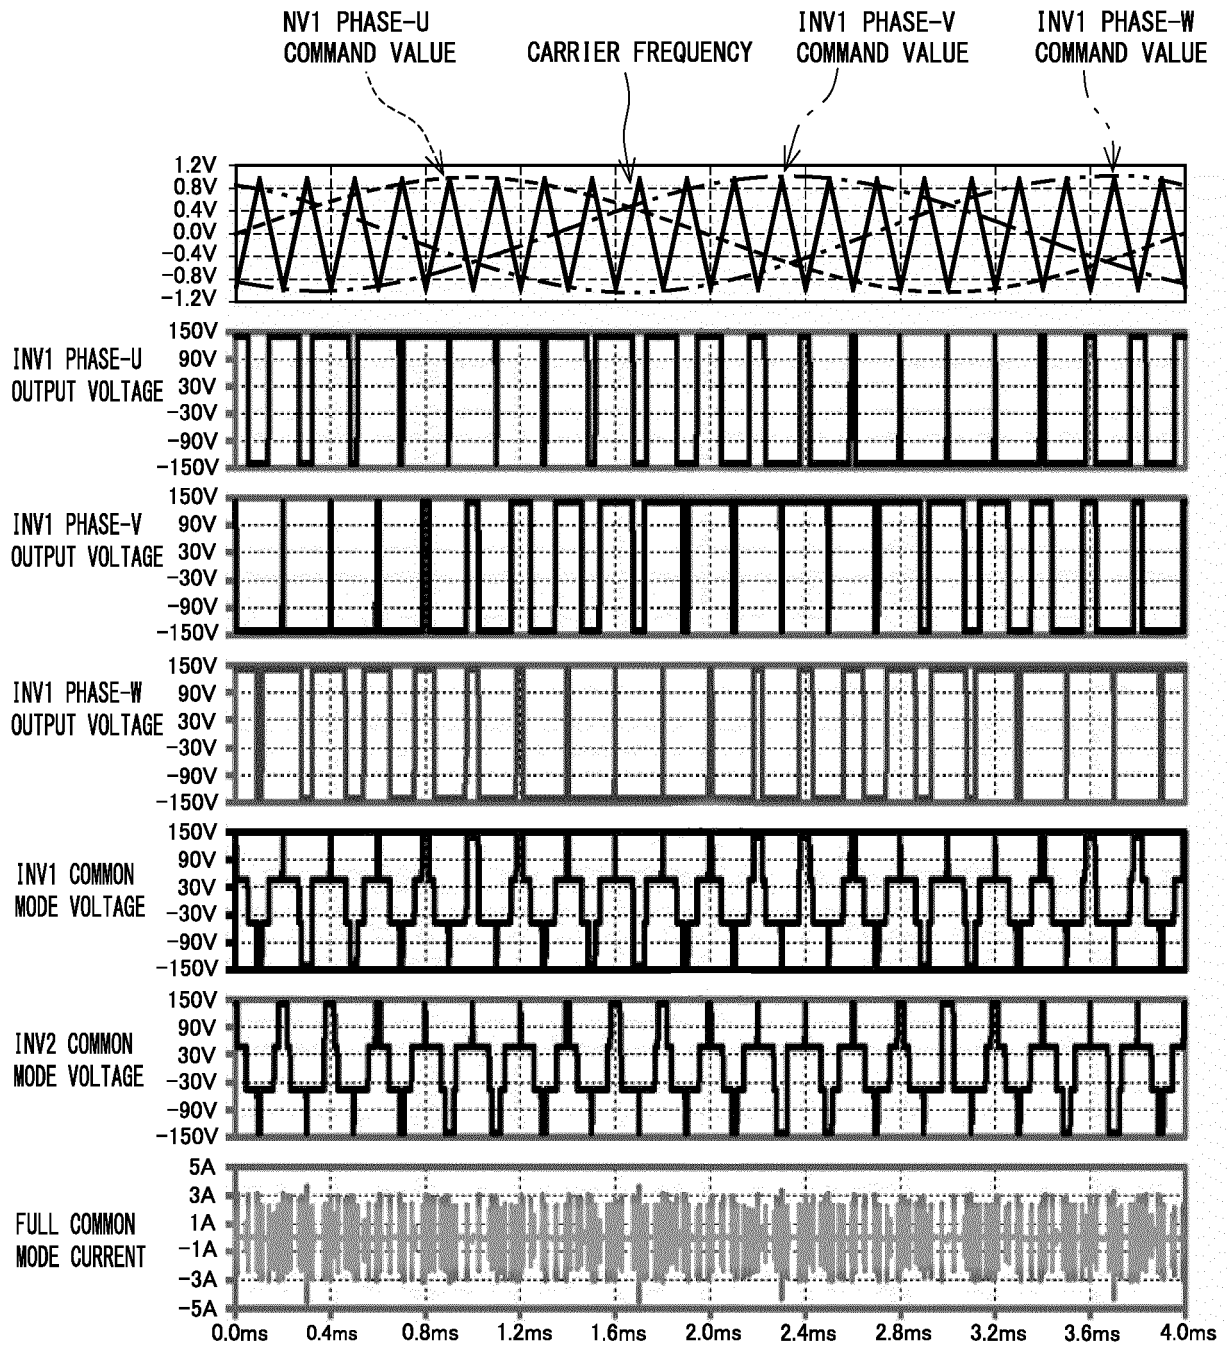 NV1 PHASE-U
COMMAND VALUE
CARRIER FREQUENCY
INV1 PHASE-V
COMMAND VALUE
INV1 PHASE-W
COMMAND VALUE
1.2V
0.8V
0.4V
0.0V
-0.4V
-0.8V
-1.2V
INV1 PHASE-U
OUTPUT VOLTAGE
150V
90V
30V
-30V
-90V
-150V
INV1 PHASE-V
OUTPUT VOLTAGE
150V
90V
30V
-30V
-90V
-150V
INV1 PHASE-W
OUTPUT VOLTAGE
150V
90V
30V
-30V
-90V
-150V
INV1 COMMON
MODE VOLTAGE
150V
90V
30V
-30V
-90V
-150V
INV2 COMMON
MODE VOLTAGE
150V
90V
30V
-30V
-90V
-150V
FULL COMMON
MODE CURRENT
5A
3A
1A
-1A
-3A
-5A
0.0ms 0.4ms 0.8ms 1.2ms 1.6ms 2.0ms 2.4ms 2.8ms 3.2ms 3.6ms 4.0ms